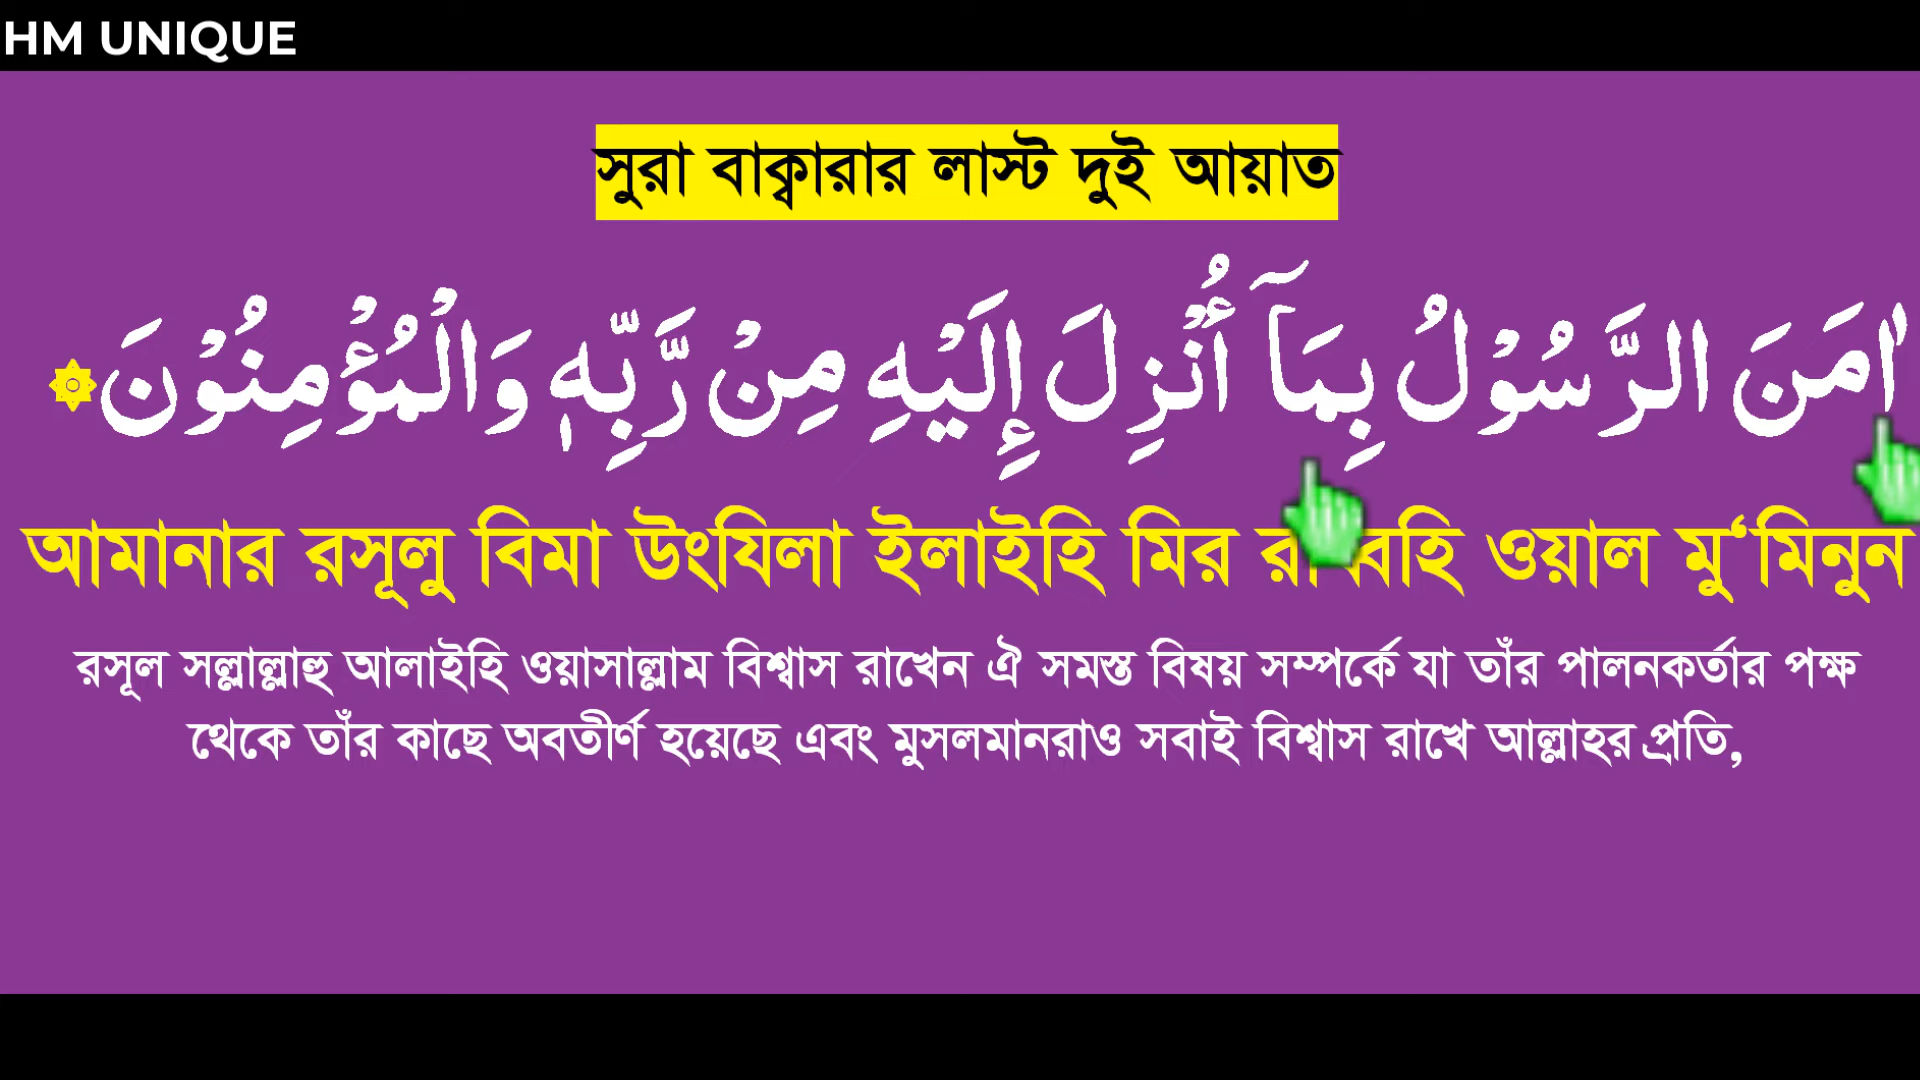 HM UNIQUE
সুরা বাক্বারার লাস্ট দুই আয়াত
اٰمَنَ الرَّسُوْلُ بِمَآ أُنْزِلَ إِلَيْهِ مِنْ رَّبِّهٖ وَالْمُؤْمِنُوْنَ۞
আমানার রসূলু বিমা উংযিলা ইলাইহি মির ওয়াল মু‘মিনুন
রসূল সল্লাল্লাহু আলাইহি ওয়াসাল্লাম বিশ্বাস রাখেন ঐ সমস্ত বিষয় সম্পর্কে যা তাঁর পালনকর্তার পক্ষ
থেকে তাঁর কাছে অবতীর্ণ হয়েছে এবং মুসলমানরাও সবাই বিশ্বাস রাখে আল্লাহর প্রতি,